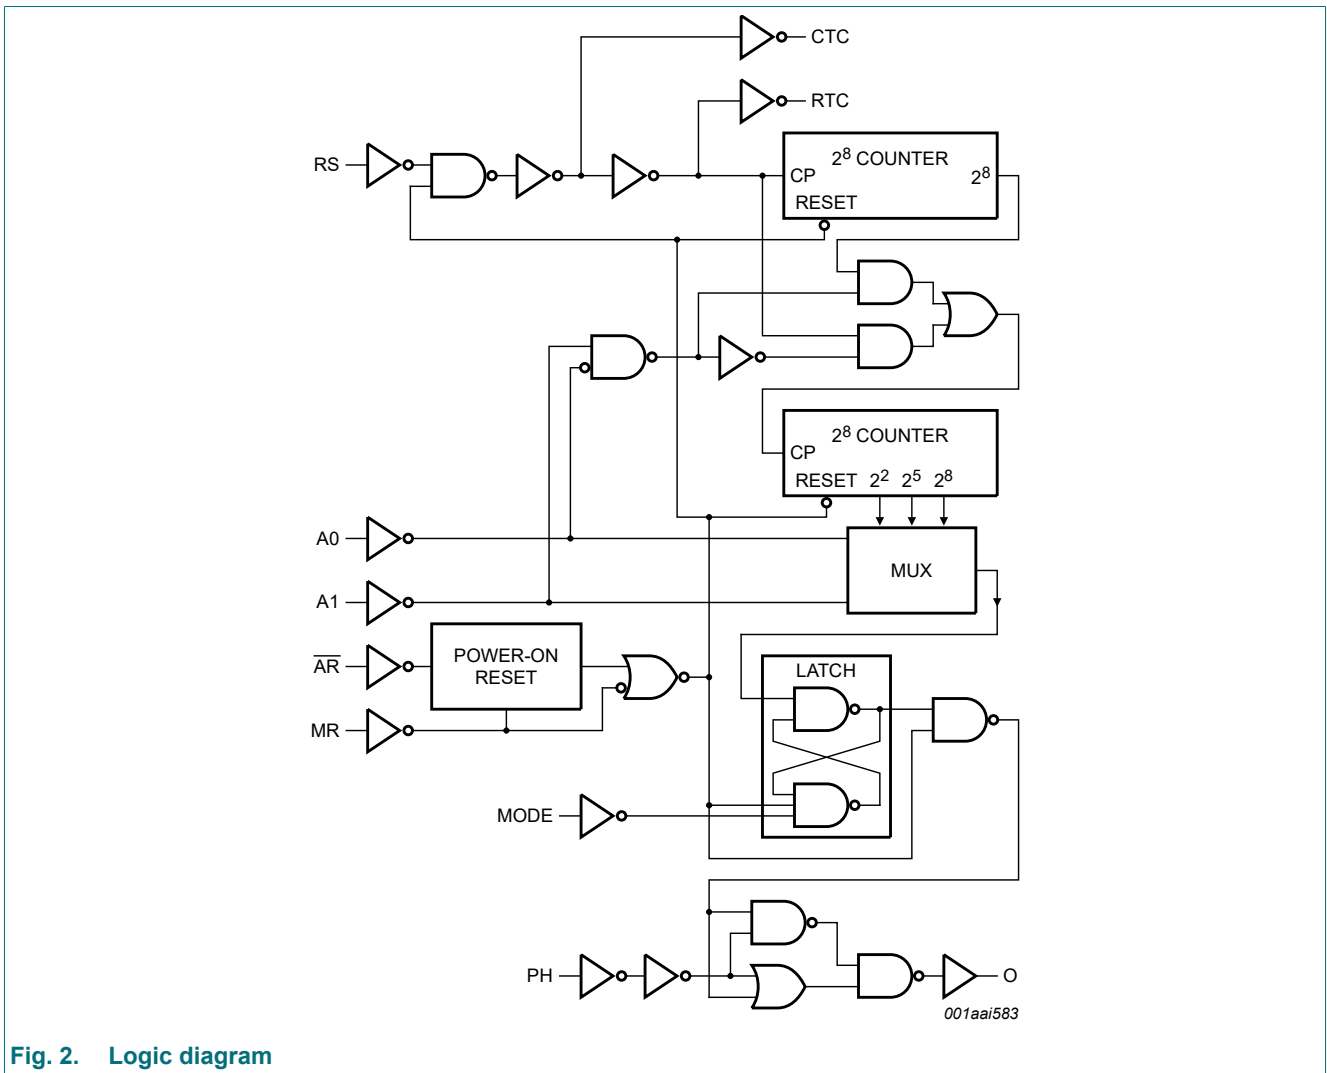 CTC
RTC
RS
2⁸ COUNTER
CP
2⁸
RESET
2⁸ COUNTER
CP
RESET 2² 2⁵ 2⁸
A0
MUX
A1
A̅R̅
POWER-ON
RESET
LATCH
MR
MODE
PH
O
001aai583
Fig. 2. Logic diagram